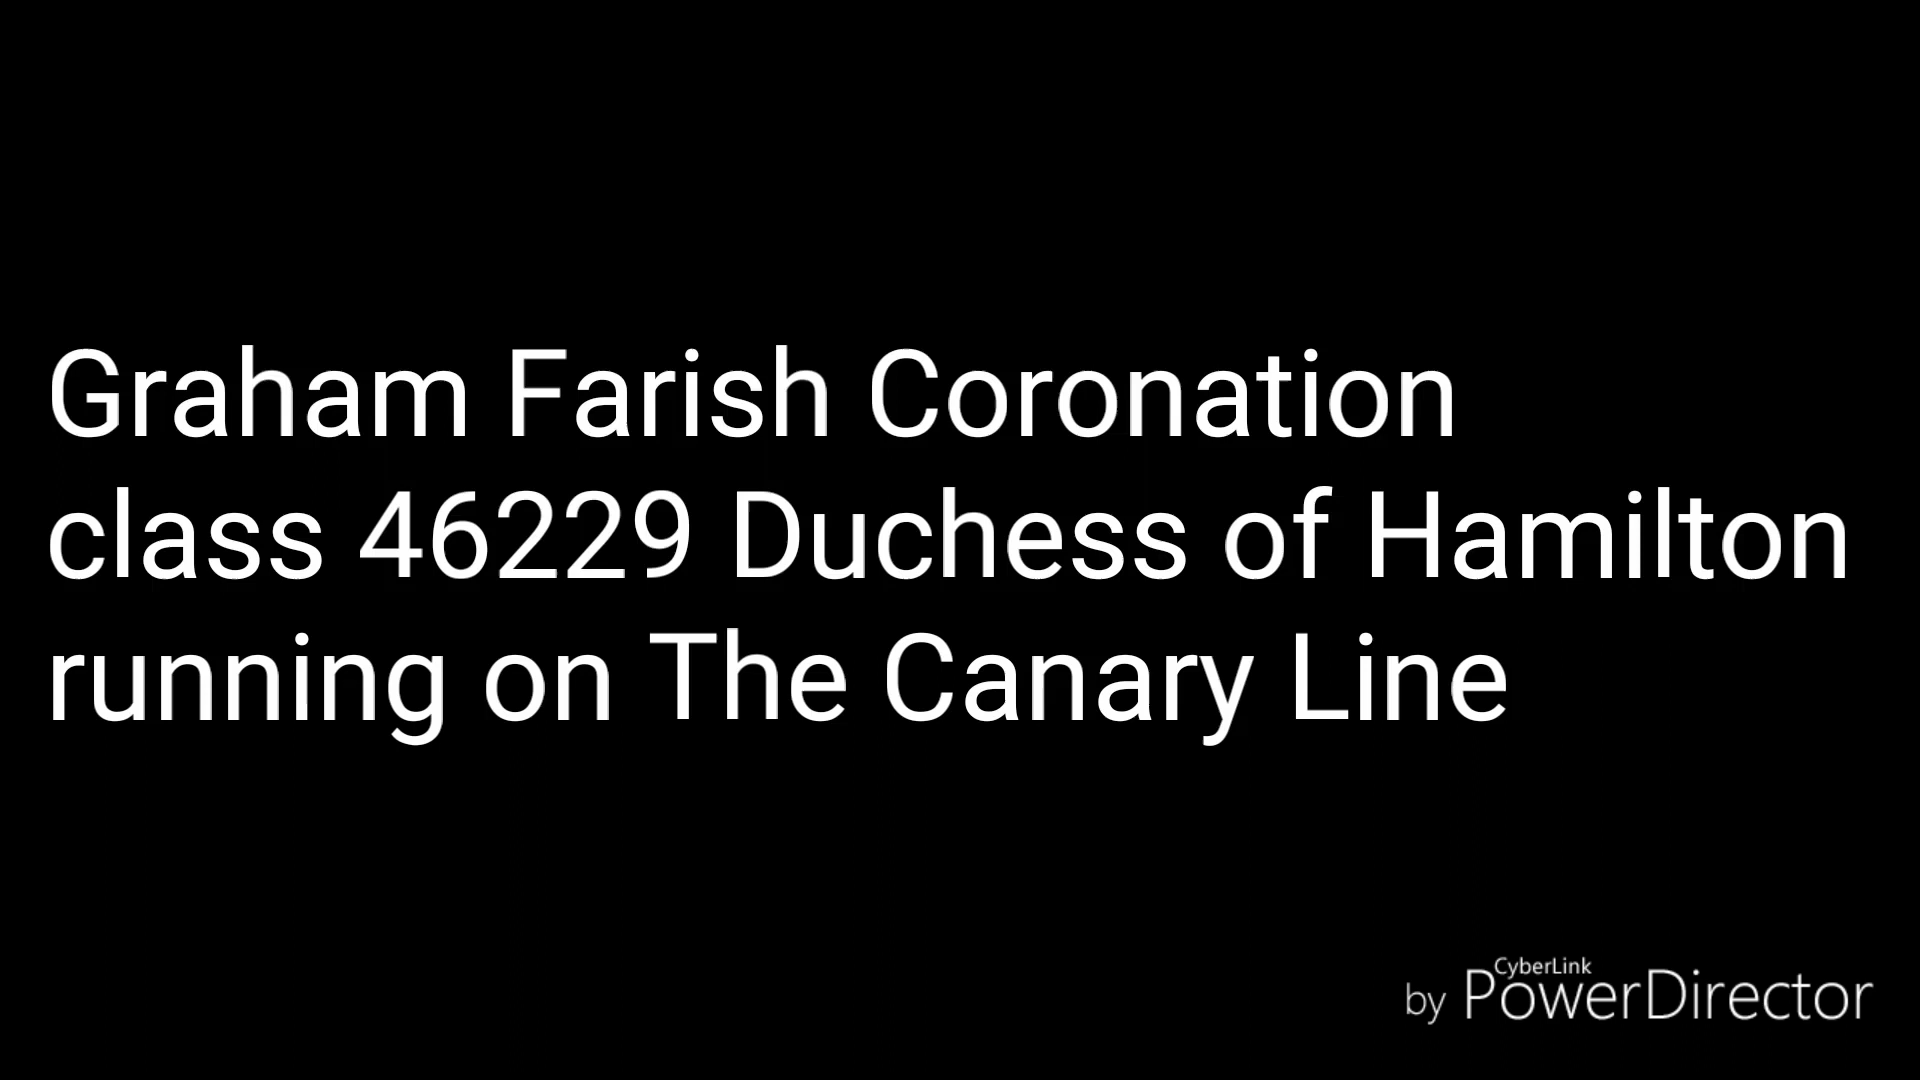 Graham Farish Coronation
class 46229 Duchess of Hamilton
running on The Canary Line
CyberLink
by PowerDirector